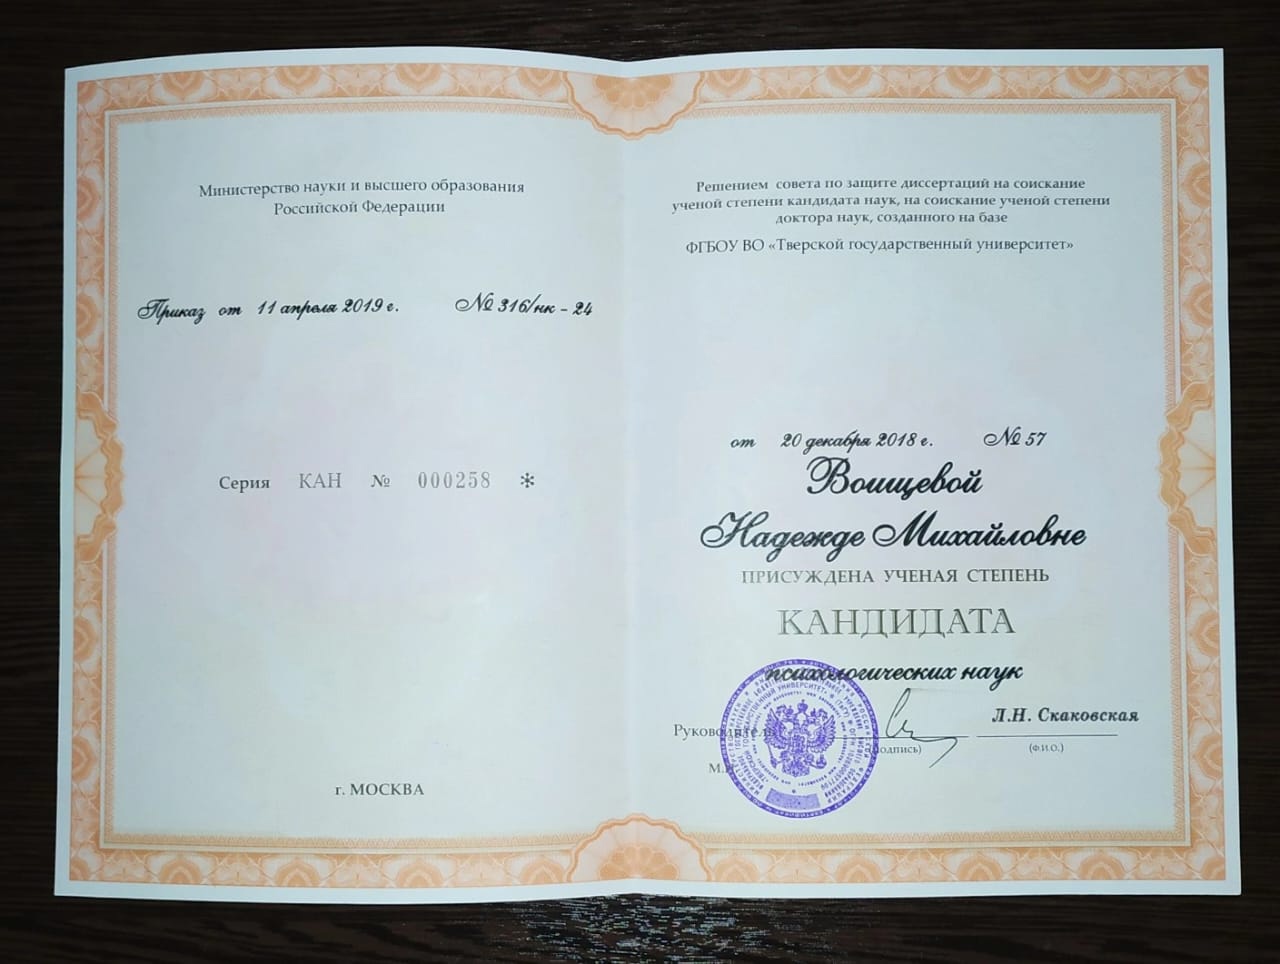 Министерство науки и высшего образования
Российской Федерации
Приказ от 11 апреля 2019 г. № 316/нк - 24
Серия КАН № 000258 *
г. МОСКВА
Решением совета по защите диссертаций на соискание
ученой степени кандидата наук, на соискание ученой степени
доктора наук, созданного на базе
ФГБОУ ВО «Тверской государственный университет»
от 20 декабря 2018 г. № 57
Воищевой
Надежде Михайловне
ПРИСУЖДЕНА УЧЕНАЯ СТЕПЕНЬ
КАНДИДАТА
психологических наук
Руководитель
Л.Н. Скаковская
(подпись) (Ф.И.О.)